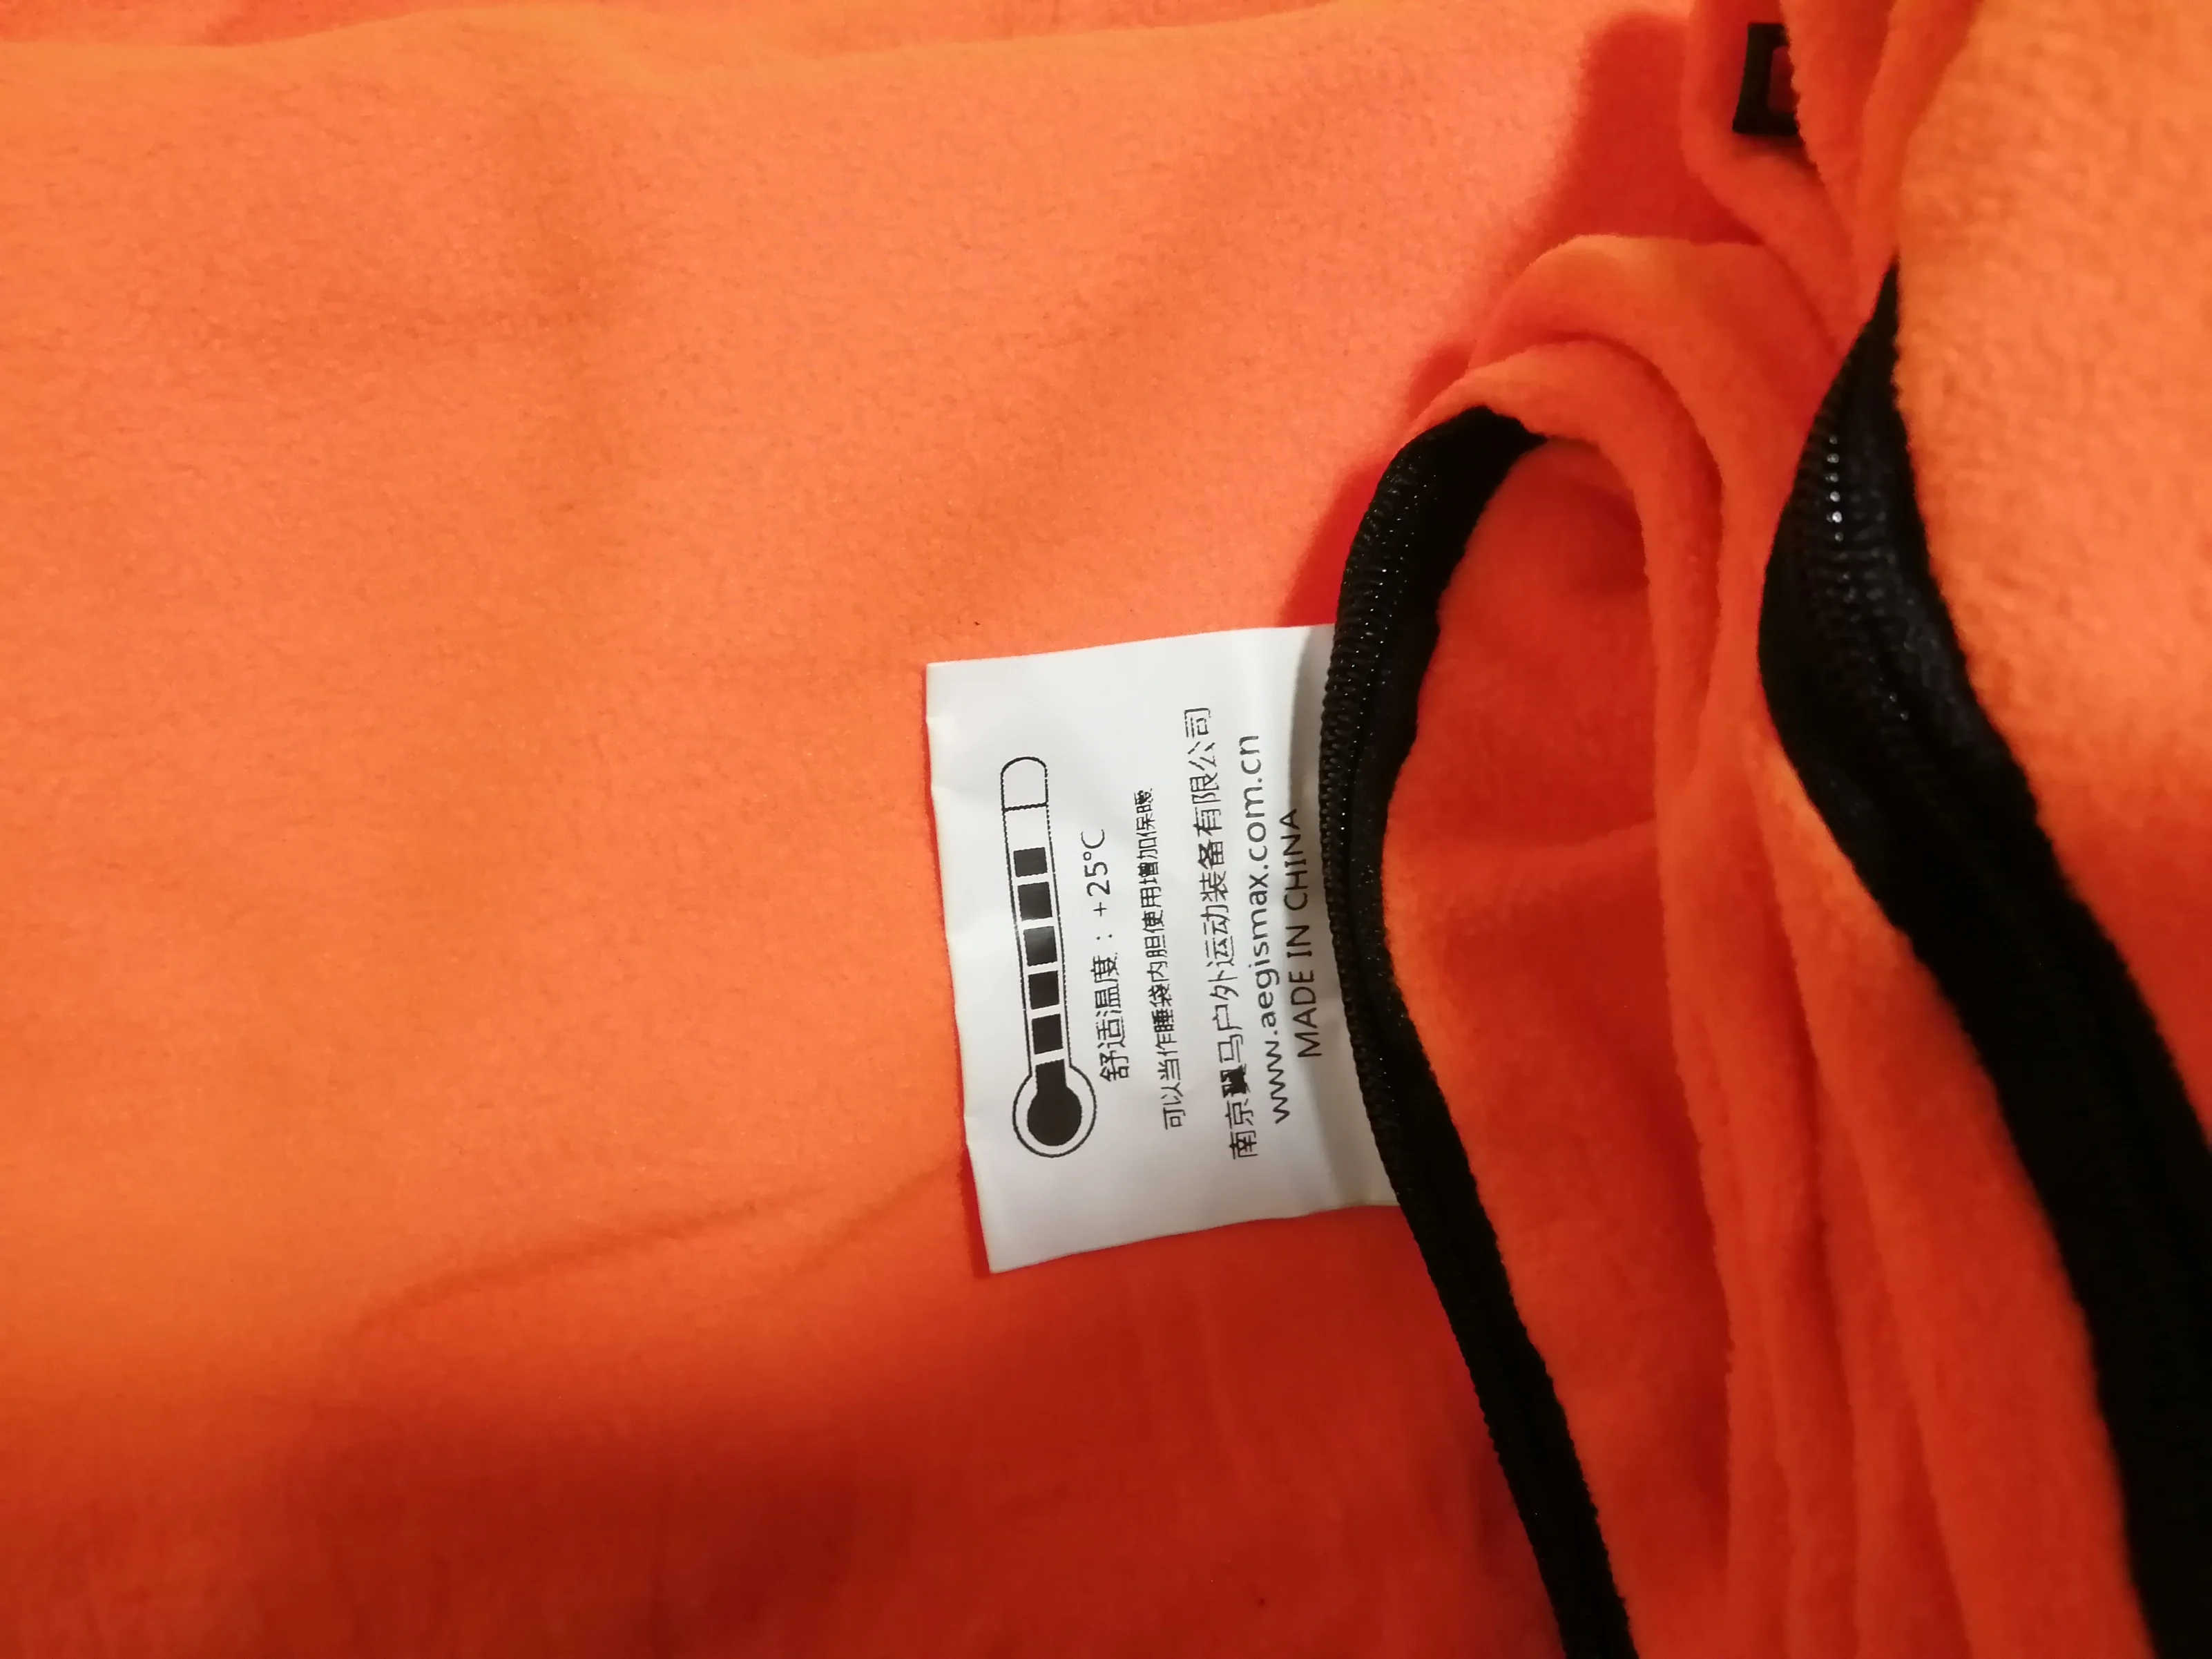 舒适温度：+25℃
可以当作睡袋内胆使用增加保暖
南京翼马户外运动装备有限公司
www.aegismax.com.cn
MADE IN CHINA